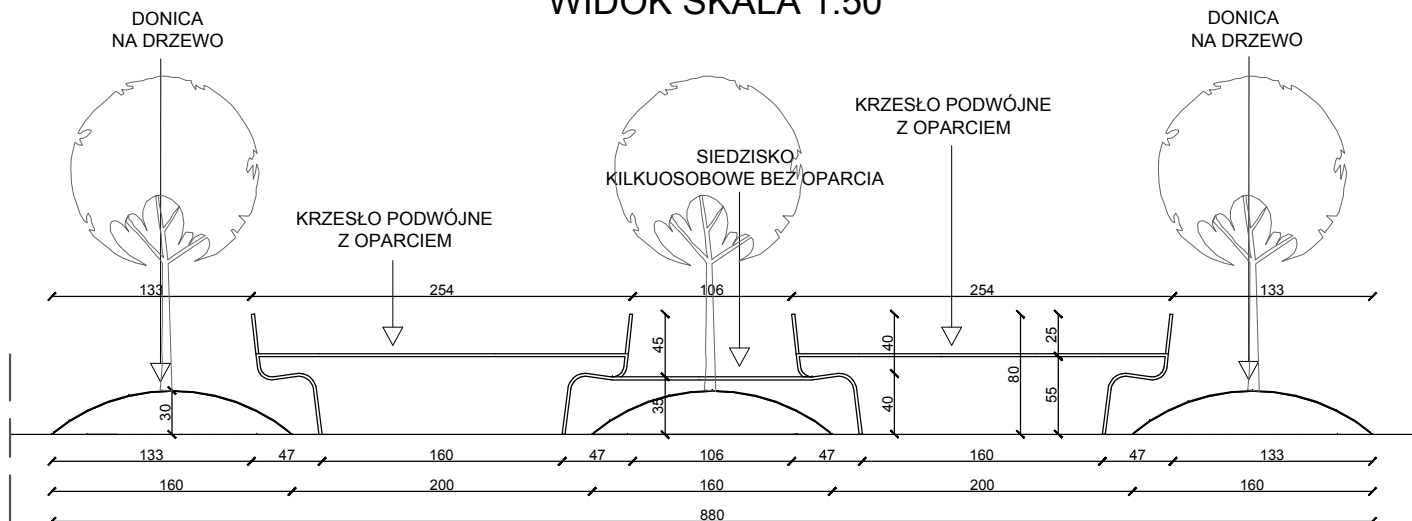 WIDOK SKALA 1:50
DONICA
NA DRZEWO
DONICA
NA DRZEWO
KRZESŁO PODWÓJNE
Z OPARCIEM
SIEDZISKO
KILKUOSOBOWE BEZ OPARCIA
KRZESŁO PODWÓJNE
Z OPARCIEM
133 254 106 254 133
45 40 80 25
30 35 40 55
133 47 160 47 106 47 160 47 133
160 200 160 200 160
880